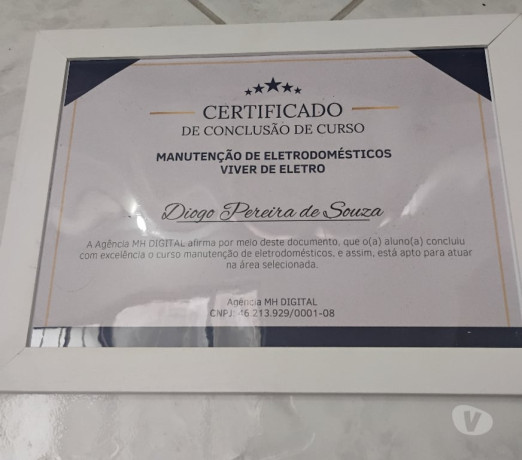 CERTIFICADO
DE CONCLUSÃO DE CURSO
MANUTENÇÃO DE ELETRODOMÉSTICOS
VIVER DE ELETRO
Diogo Pereira de Souza
A Agência MH DIGITAL afirma por meio deste documento, que o(a) aluno(a) concluiu
com excelência o curso manutenção de eletrodomésticos, e assim, está apto para atuar
na área selecionada.
Agência MH DIGITAL
CNPJ: 46.213.929/0001-08
V